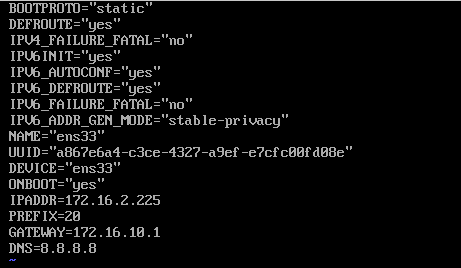 BOOTPROTO="static"
DEFROUTE="yes"
IPV4_FAILURE_FATAL="no"
IPV6INIT="yes"
IPV6_AUTOCONF="yes"
IPV6_DEFROUTE="yes"
IPV6_FAILURE_FATAL="no"
IPV6_ADDR_GEN_MODE="stable-privacy"
NAME="ens33"
UUID="a867e6a4-c3ce-4327-a9ef-e7cfc00fd08e"
DEVICE="ens33"
ONBOOT="yes"
IPADDR=172.16.2.225
PREFIX=20
GATEWAY=172.16.10.1
DNS=8.8.8.8
~